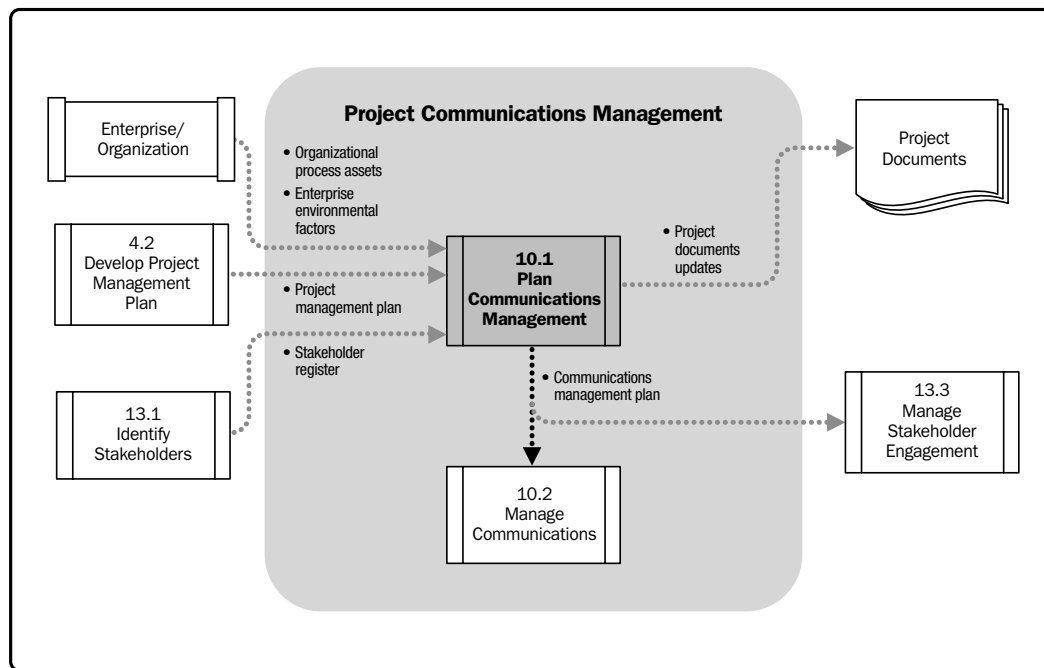 Project Communications Management
Enterprise/
Organization
• Organizational
process assets
• Enterprise
environmental
factors
Project
Documents
4.2
Develop Project
Management
Plan
• Project
management plan
10.1
Plan
Communications
Management
• Project
documents
updates
• Stakeholder
register
13.1
Identify
Stakeholders
• Communications
management plan
13.3
Manage
Stakeholder
Engagement
10.2
Manage
Communications